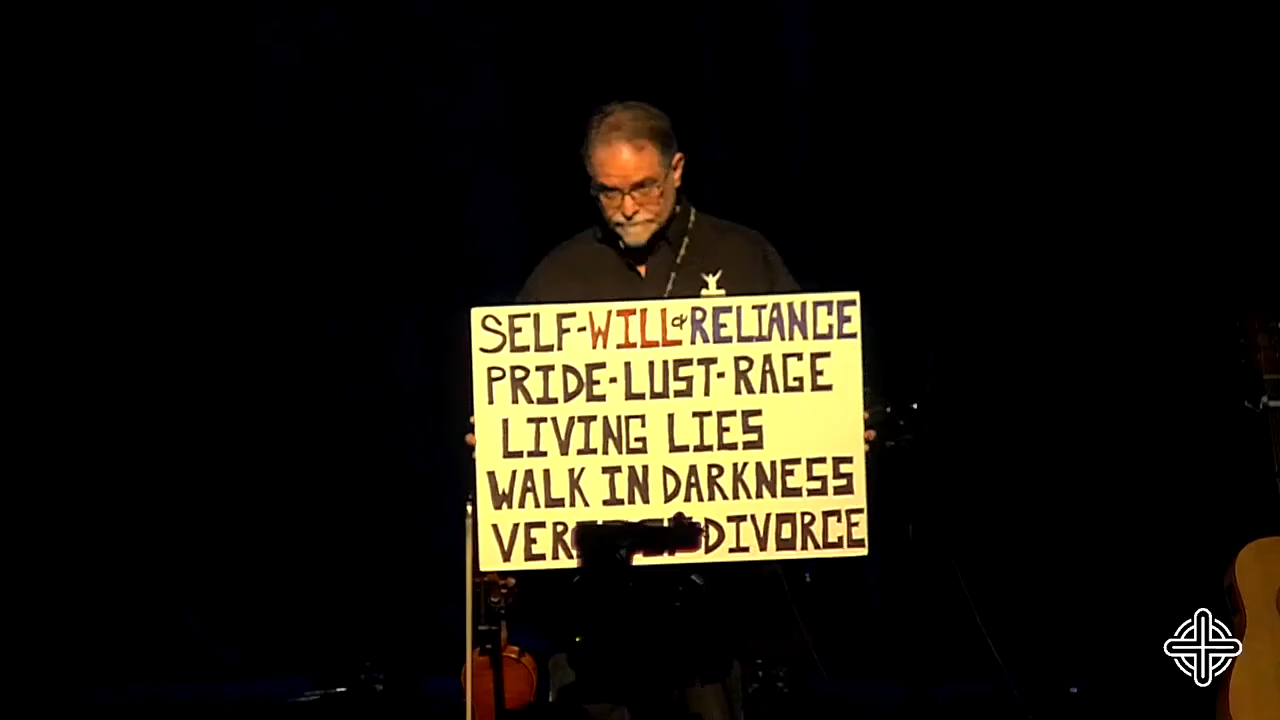 SELF-WILL & RELIANCE
PRIDE-LUST-RAGE
LIVING LIES
WALK IN DARKNESS
DIVORCE